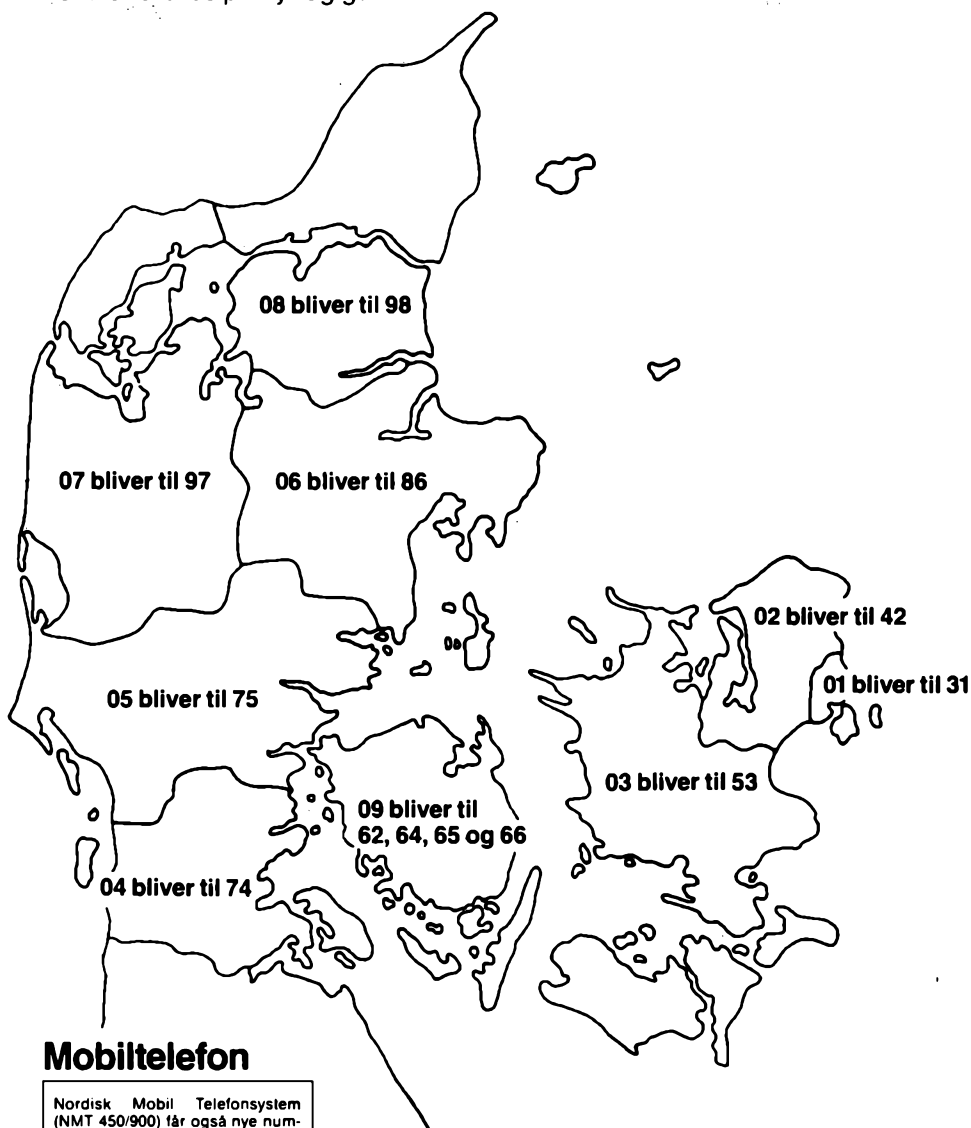 08 bliver til 98
07 bliver til 97
06 bliver til 86
02 bliver til 42
01 bliver til 31
05 bliver til 75
03 bliver til 53
09 bliver til
62, 64, 65 og 66
04 bliver til 74
Mobiltelefon
Nordisk Mobil Telefonsystem
(NMT 450/900) får også nye num-